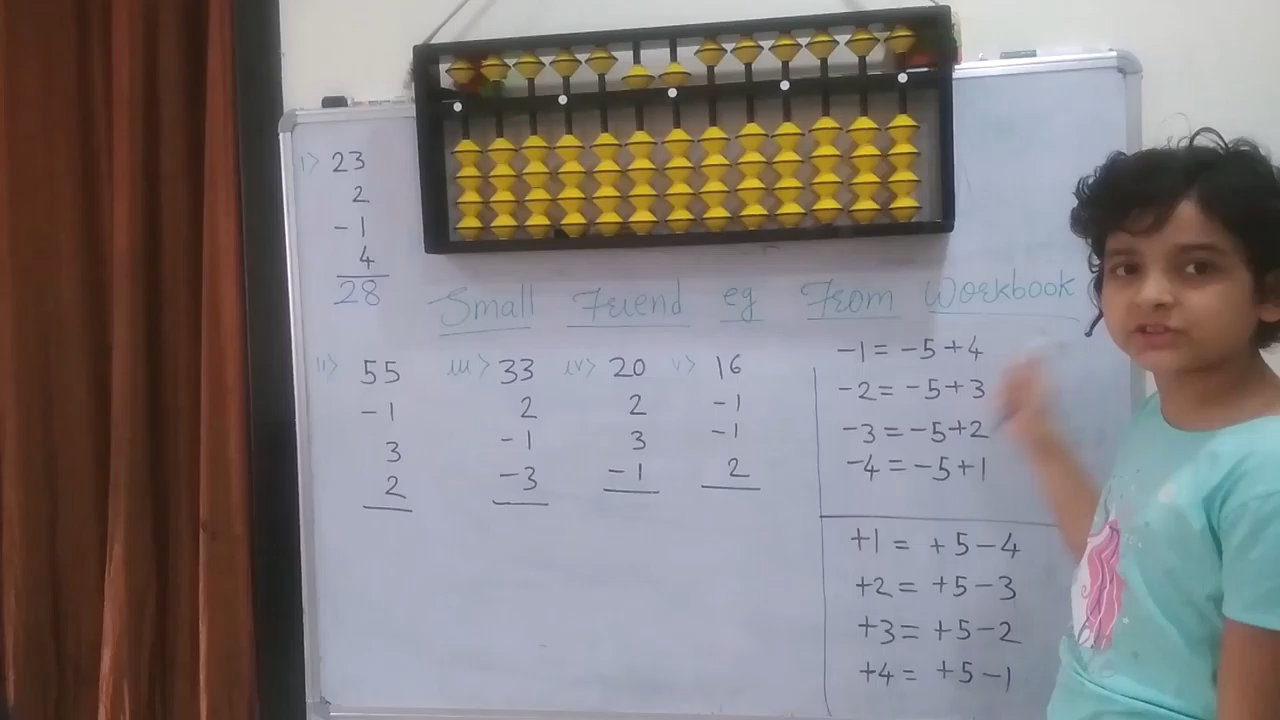 i> 23
2
-1
4
28
Small Friend eg From Workbook
ii> 55
-1
3
2
iii> 33
2
-1
-3
iv> 20
2
3
-1
v> 16
-1
-1
2
-1 = -5+4
-2 = -5+3
-3 = -5+2
-4 = -5+1
+1 = +5-4
+2 = +5-3
+3 = +5-2
+4 = +5-1